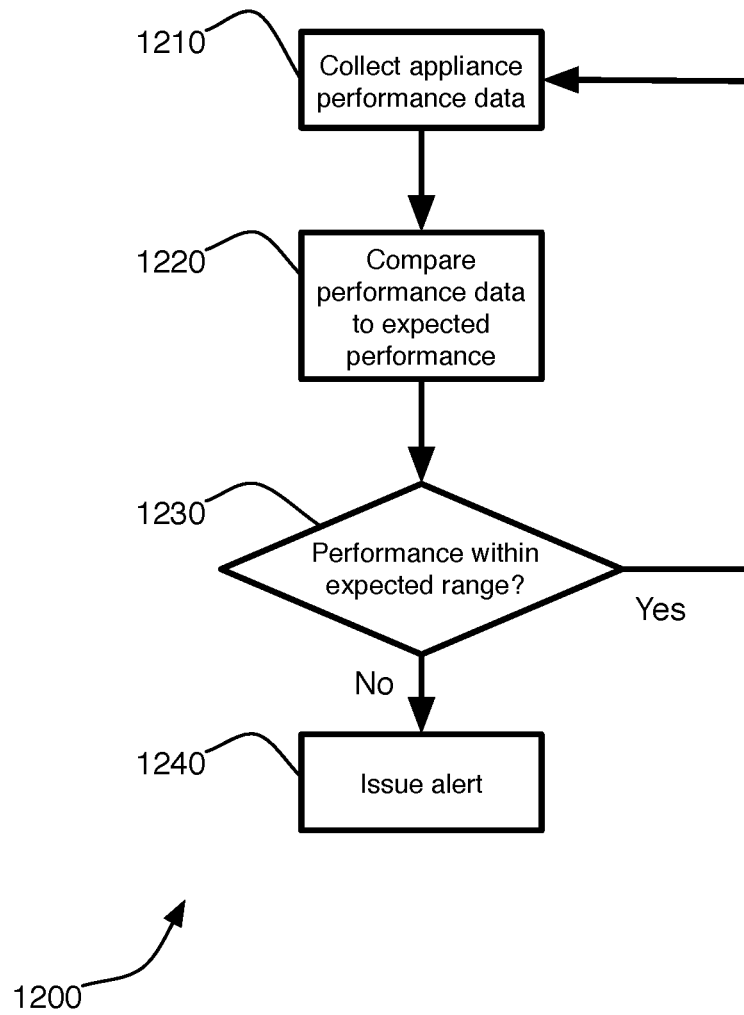 1210
Collect appliance
performance data
1220
Compare
performance data
to expected
performance
1230
Performance within
expected range?
Yes
No
1240
Issue alert
1200